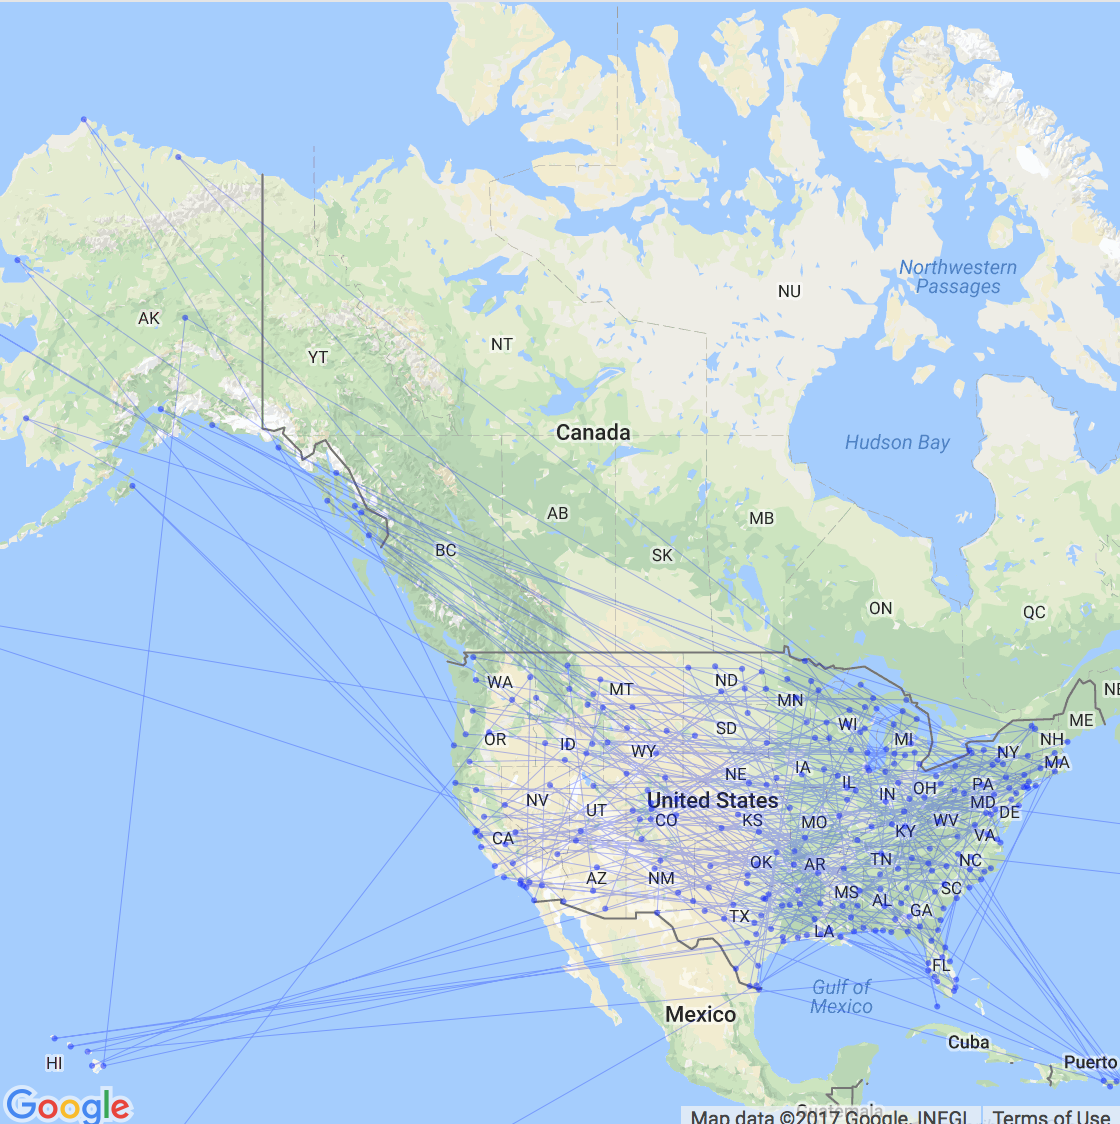 Northwestern
Passages
NU
AK
YT
NT
Canada
Hudson Bay
AB
MB
BC
SK
ON
QC
WA
MT
ND
MN
NE
ME
OR
ID
WY
SD
WI
MI
NY
NH
MA
NV
UT
NE
IA
IL
IN
OH
PA
MD
DE
United States
CO
KS
MO
KY
WV
VA
CA
AZ
NM
OK
AR
TN
NC
SC
MS
AL
GA
TX
LA
FL
Gulf of
Mexico
Mexico
Cuba
Puerto
HI
Guatemala
Google
Map data ©2017 Google, INEGI
Terms of Use